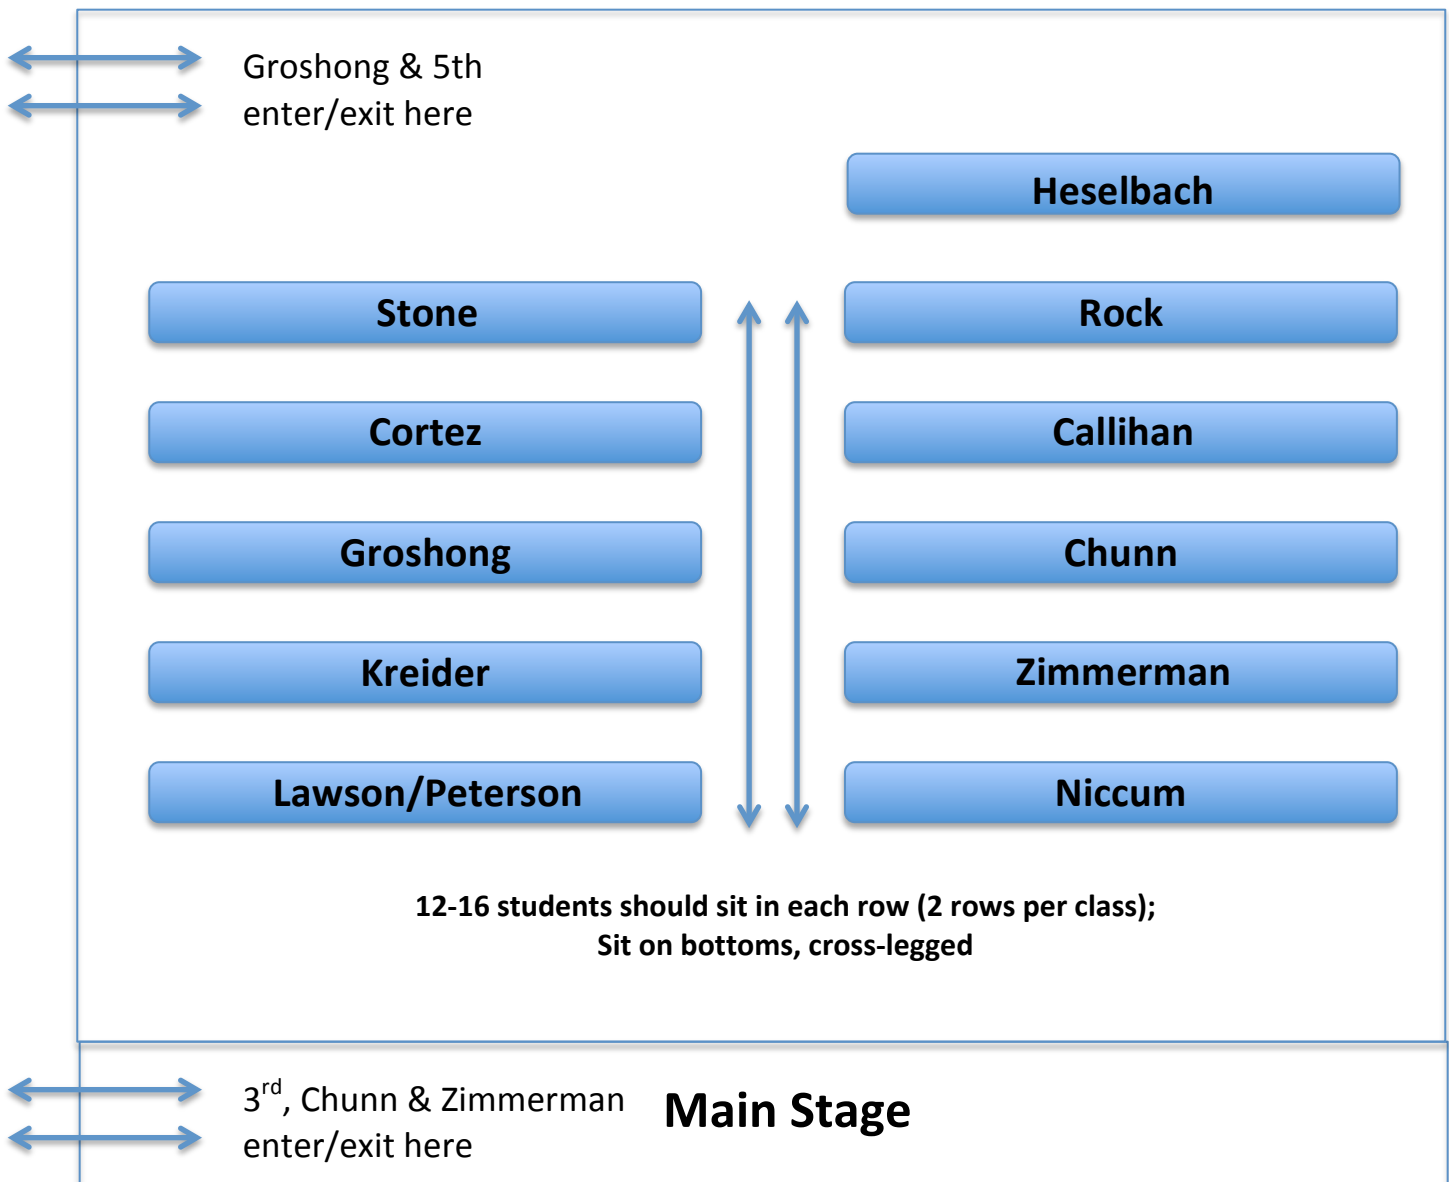 Groshong & 5th
enter/exit here
Heselbach
Stone
Rock
Cortez
Callihan
Groshong
Chunn
Kreider
Zimmerman
Lawson/Peterson
Niccum
12-16 students should sit in each row (2 rows per class);
Sit on bottoms, cross-legged
3rd, Chunn & Zimmerman
enter/exit here
Main Stage